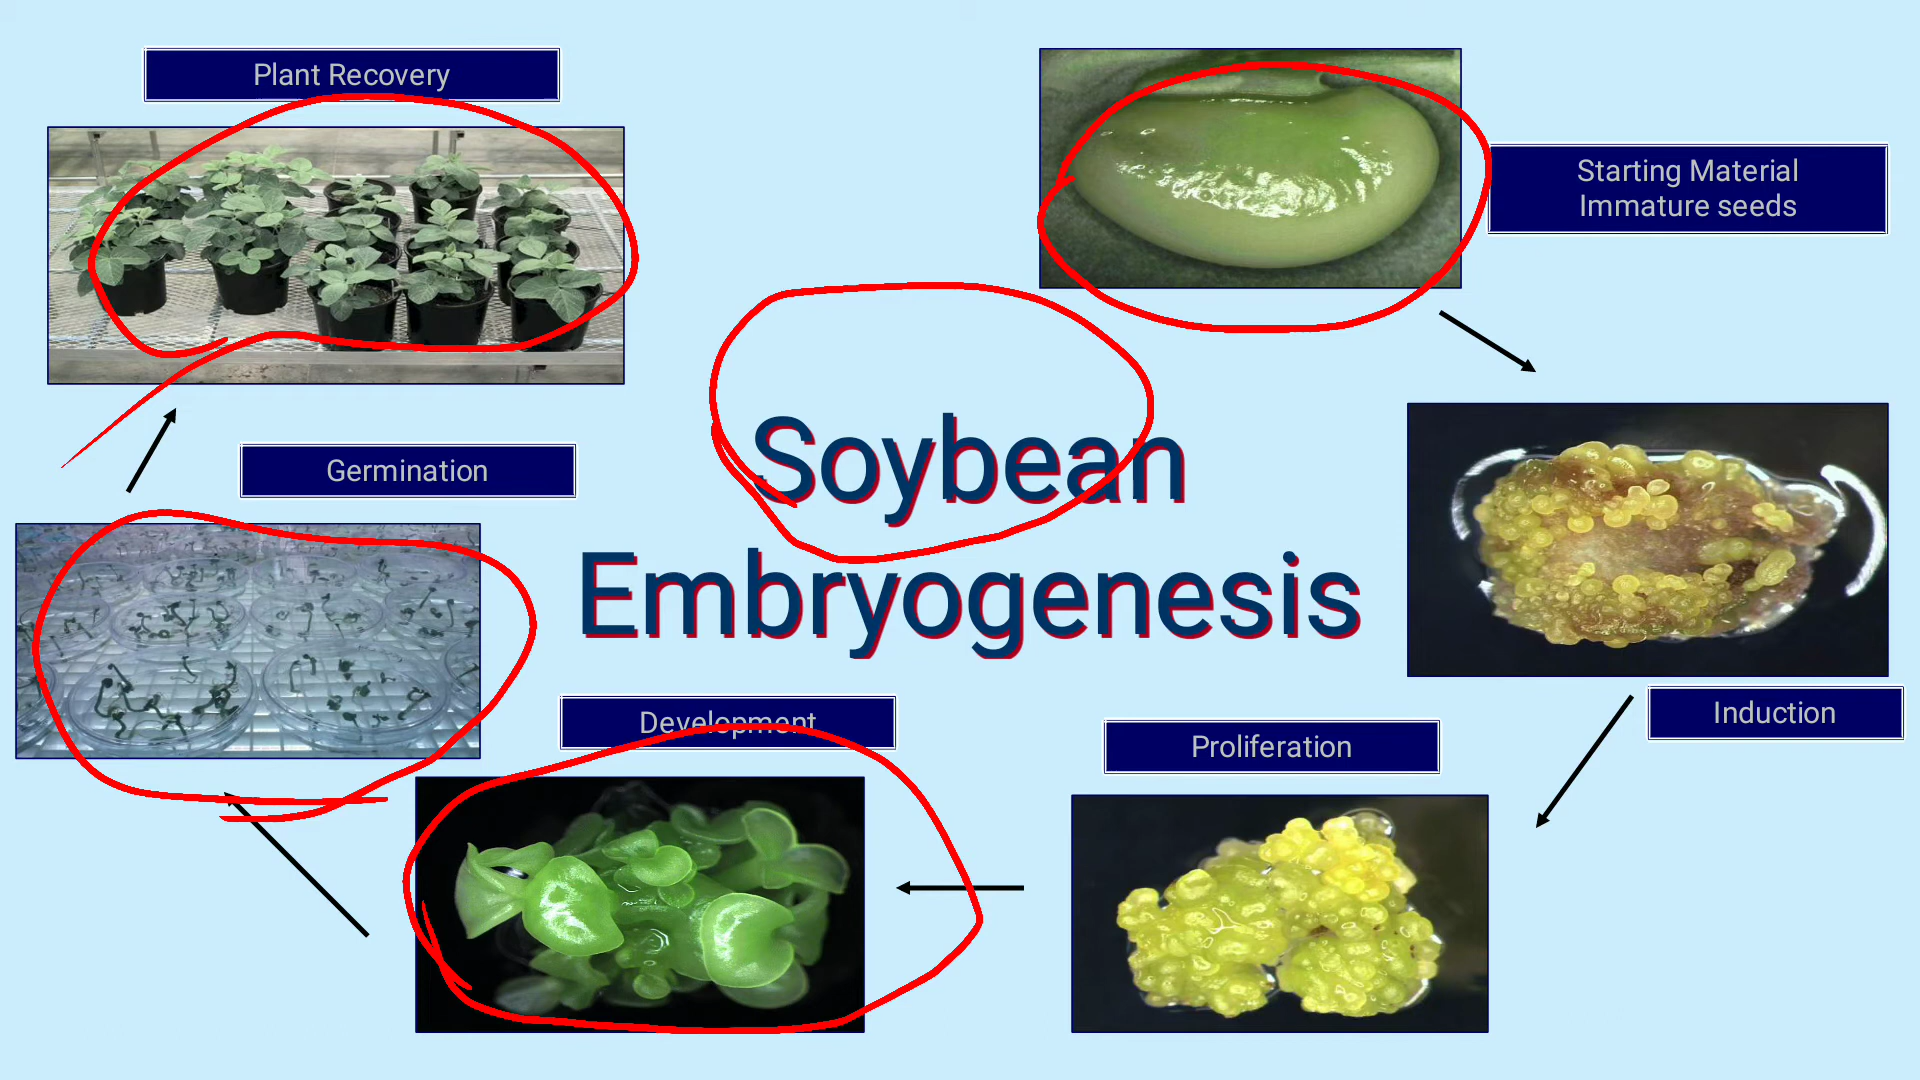 Plant Recovery
Starting Material
Immature seeds
Soybean
Embryogenesis
Germination
Induction
Development
Proliferation